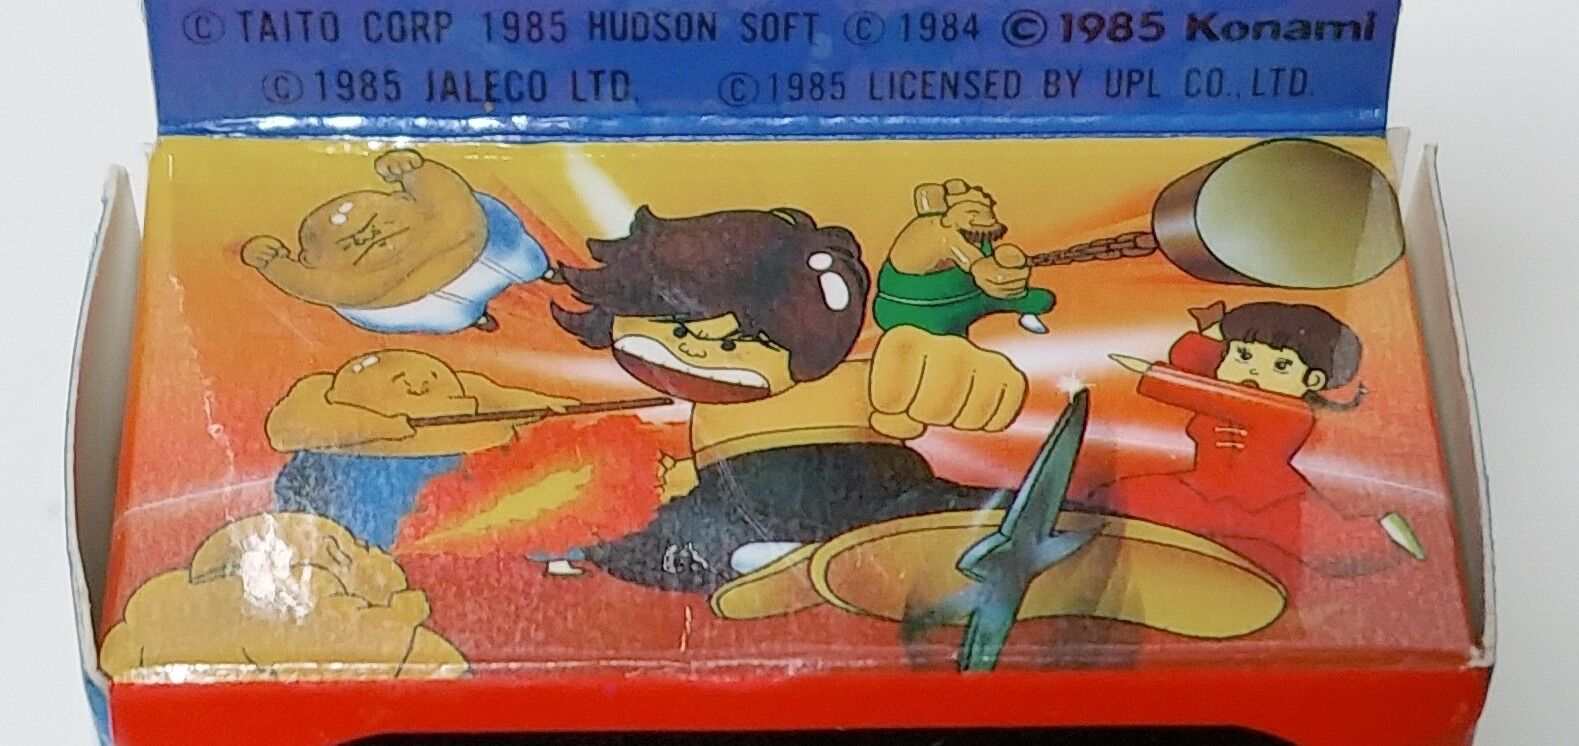 © TAITO CORP 1985 HUDSON SOFT © 1984 © 1985 Konami
© 1985 JALECO LTD. © 1985 LICENSED BY UPL CO., LTD.